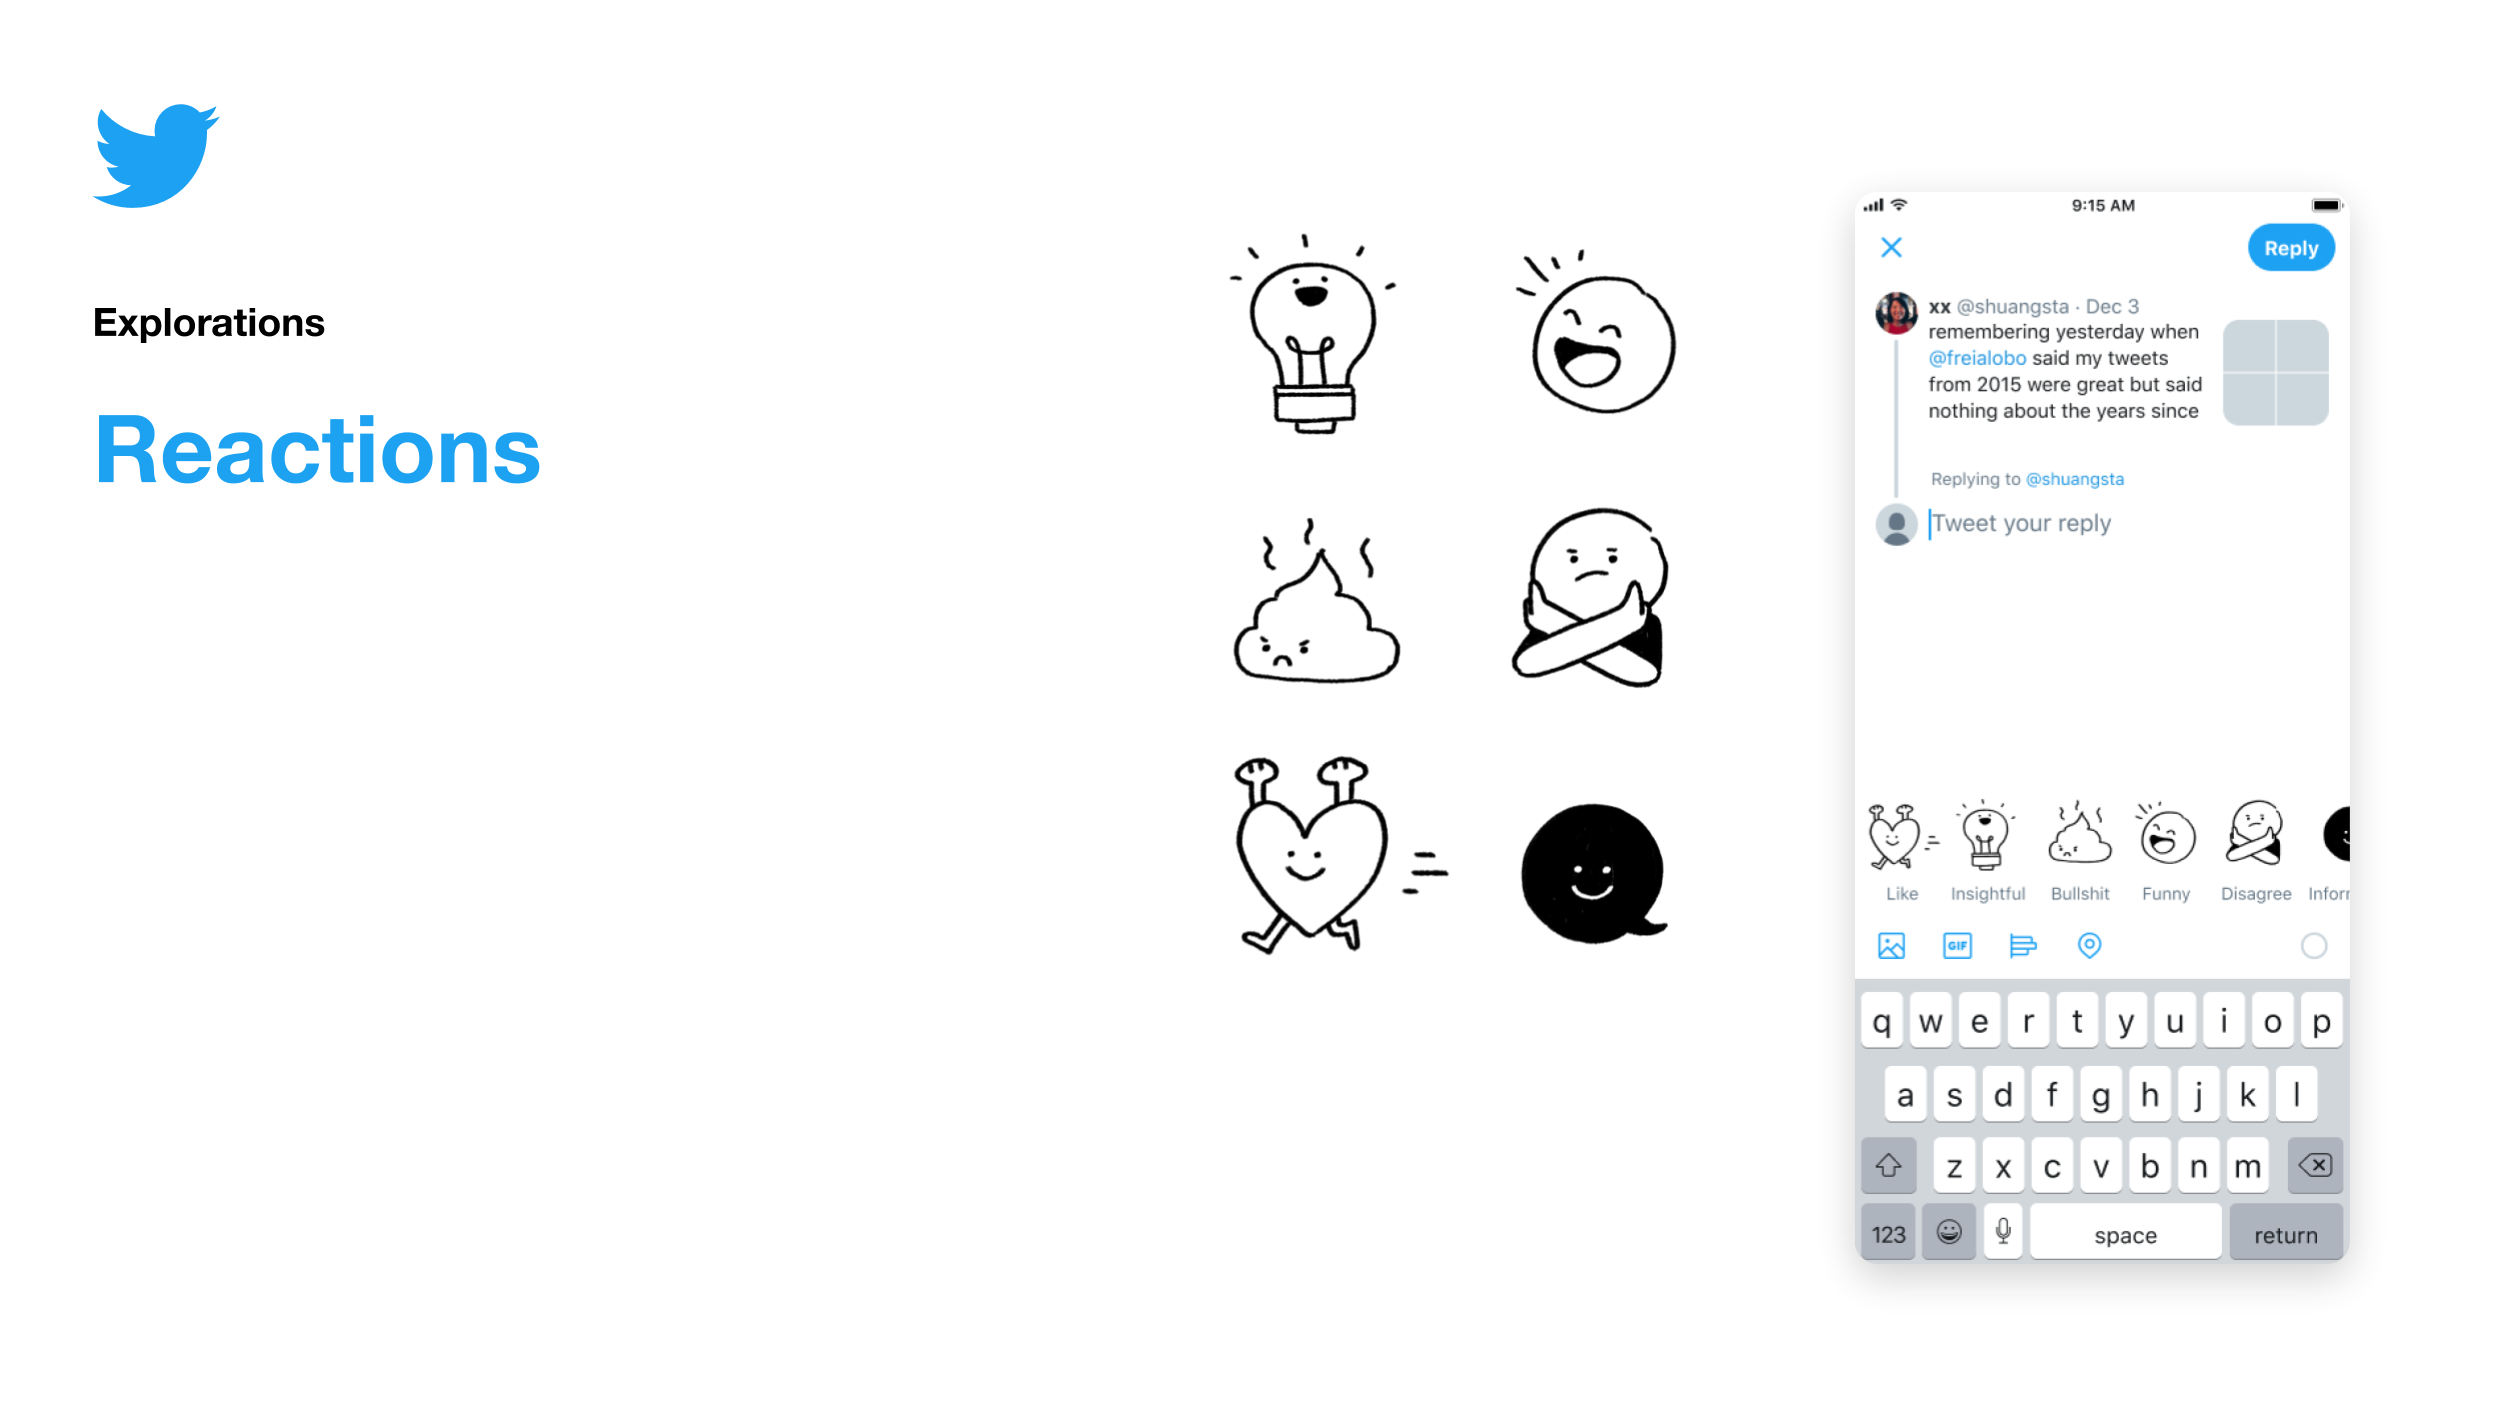 Explorations
Reactions
9:15 AM
Reply
xx @shuangsta · Dec 3
remembering yesterday when
@freialobo said my tweets
from 2015 were great but said
nothing about the years since
Replying to @shuangsta
Tweet your reply
Like Insightful Bullshit Funny Disagree Inforr
GIF
q w e r t y u i o p
a s d f g h j k l
z x c v b n m
123 space return